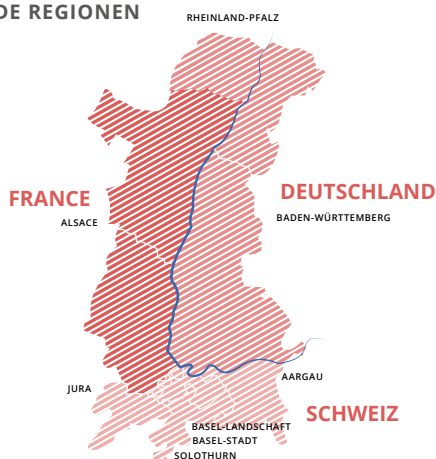 DE REGIONEN
RHEINLAND-PFALZ
FRANCE
DEUTSCHLAND
ALSACE
BADEN-WÜRTTEMBERG
JURA
AARGAU
SCHWEIZ
BASEL-LANDSCHAFT
BASEL-STADT
SOLOTHURN